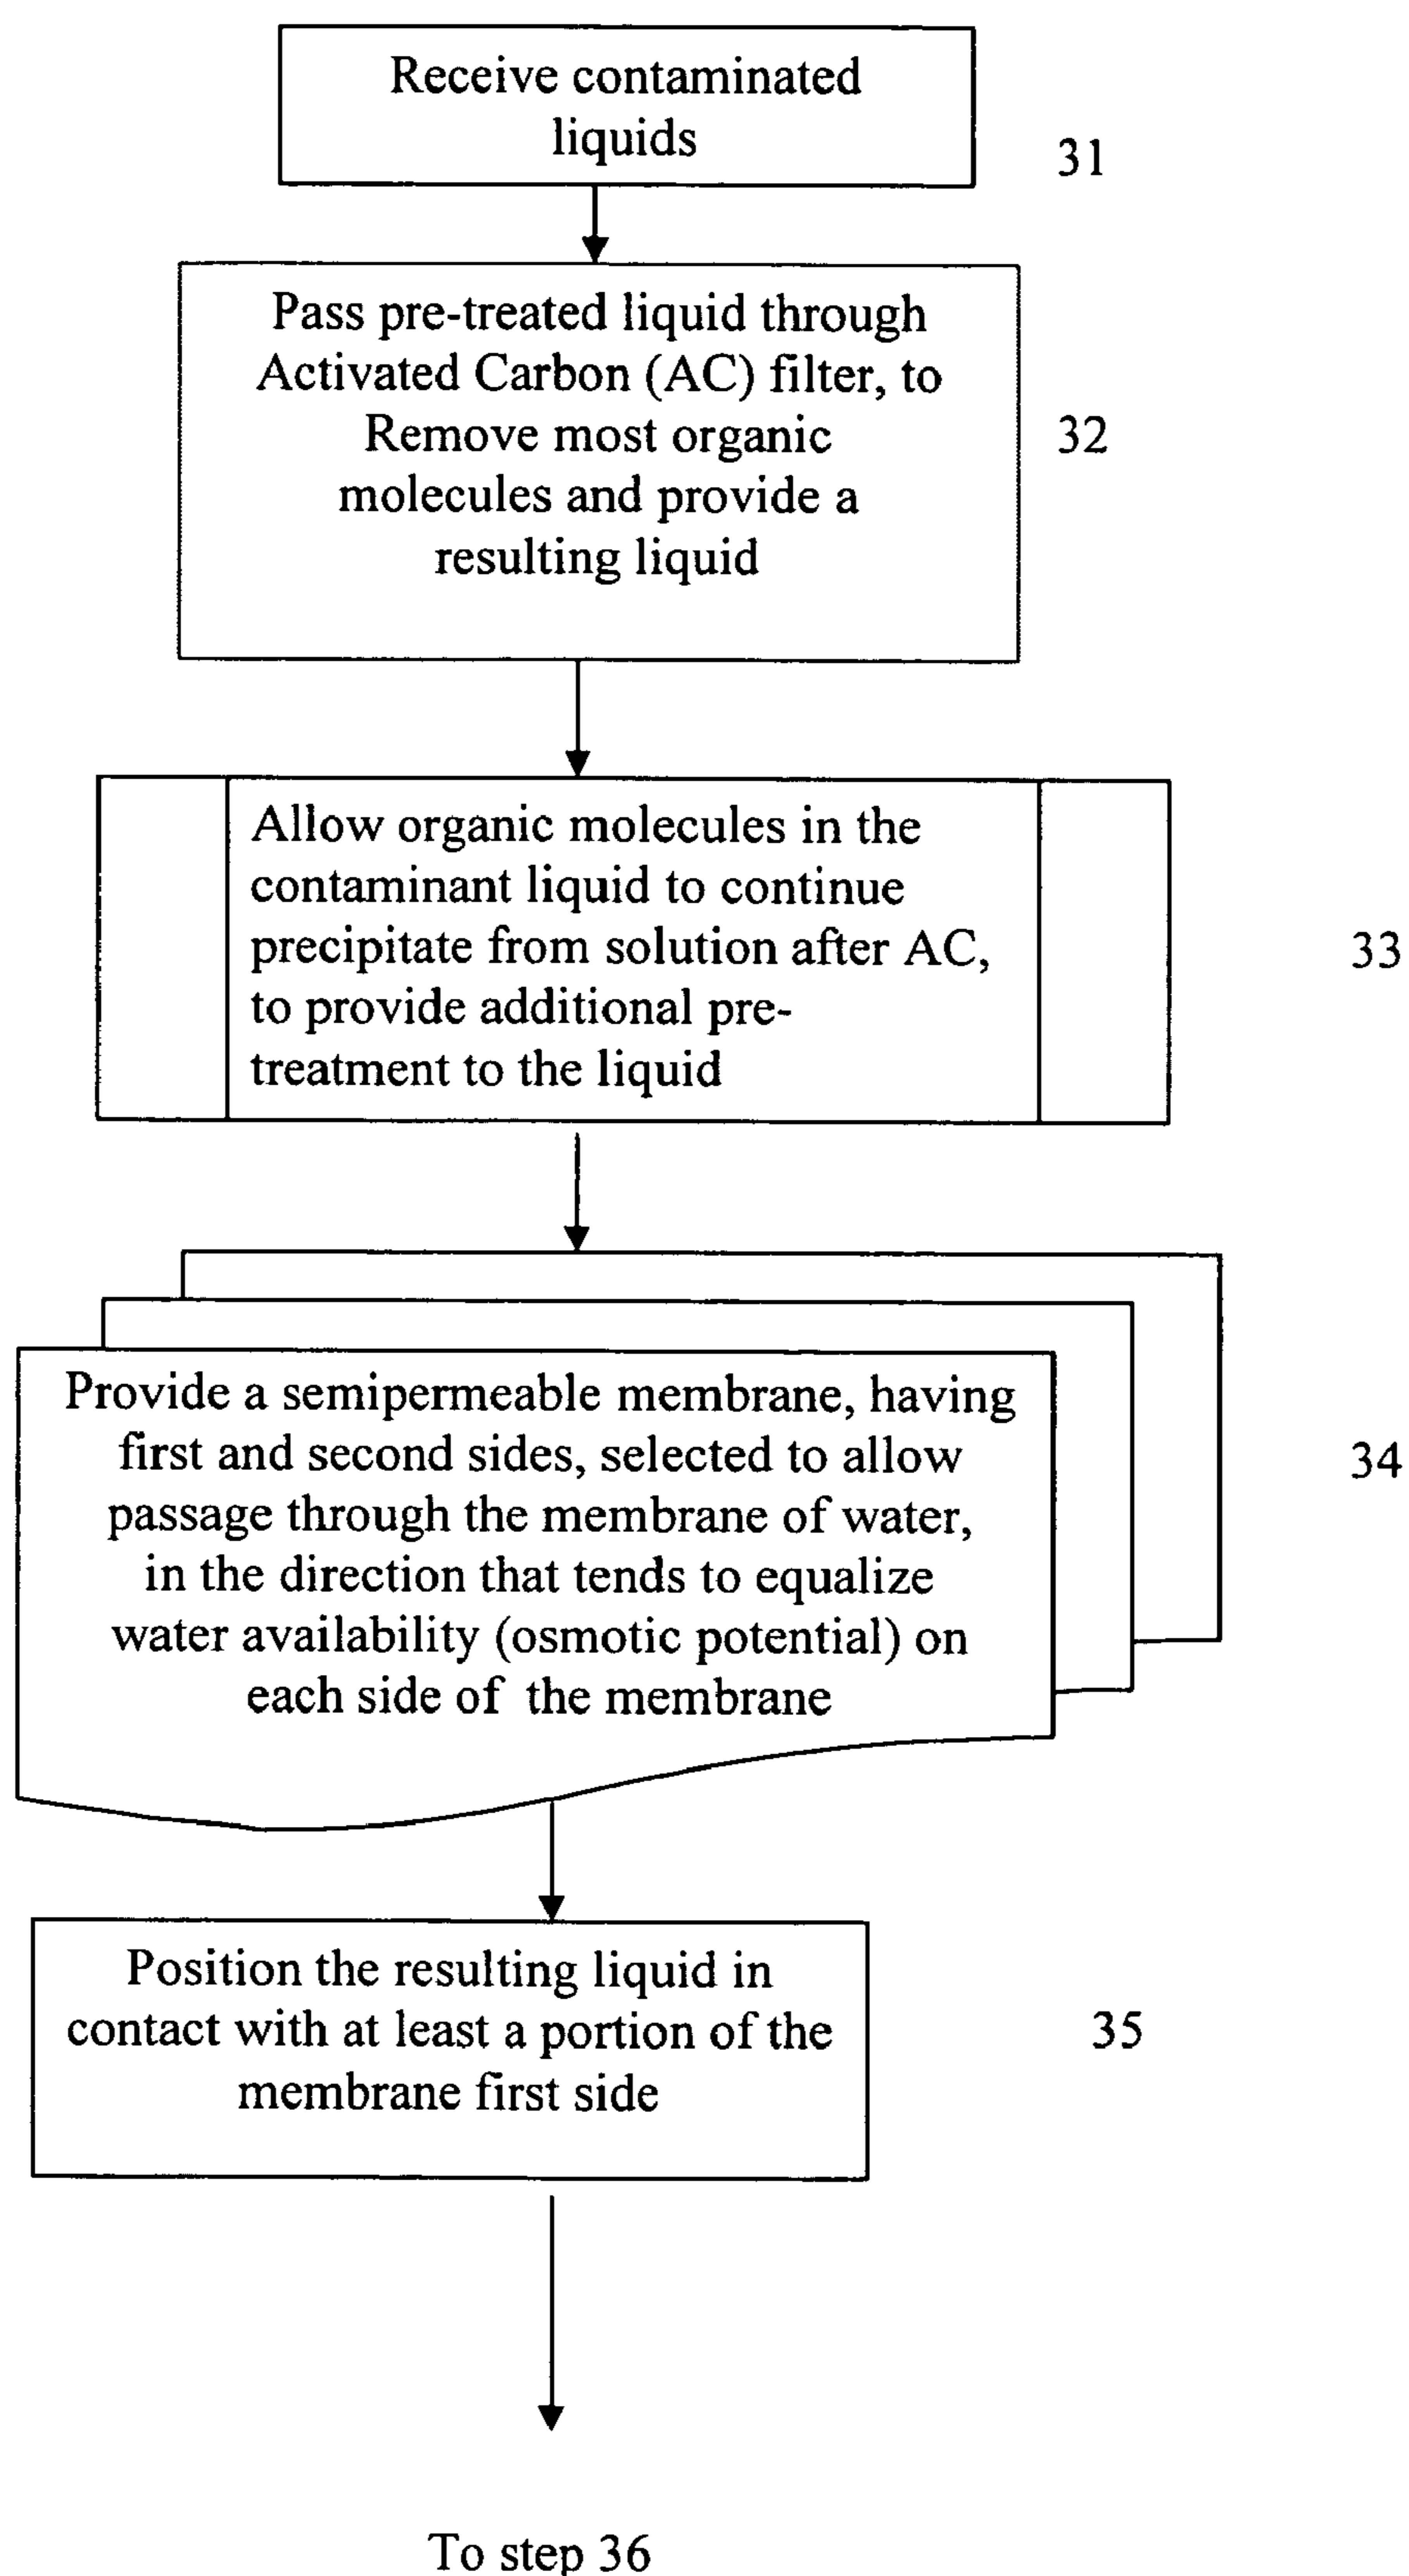 Receive contaminated
liquids
31
Pass pre-treated liquid through
Activated Carbon (AC) filter, to
Remove most organic
molecules and provide a
resulting liquid
32
Allow organic molecules in the
contaminant liquid to continue
precipitate from solution after AC,
to provide additional pre-
treatment to the liquid
33
Provide a semipermeable membrane, having
first and second sides, selected to allow
passage through the membrane of water,
in the direction that tends to equalize
water availability (osmotic potential) on
each side of the membrane
34
Position the resulting liquid in
contact with at least a portion of the
membrane first side
35
To step 36